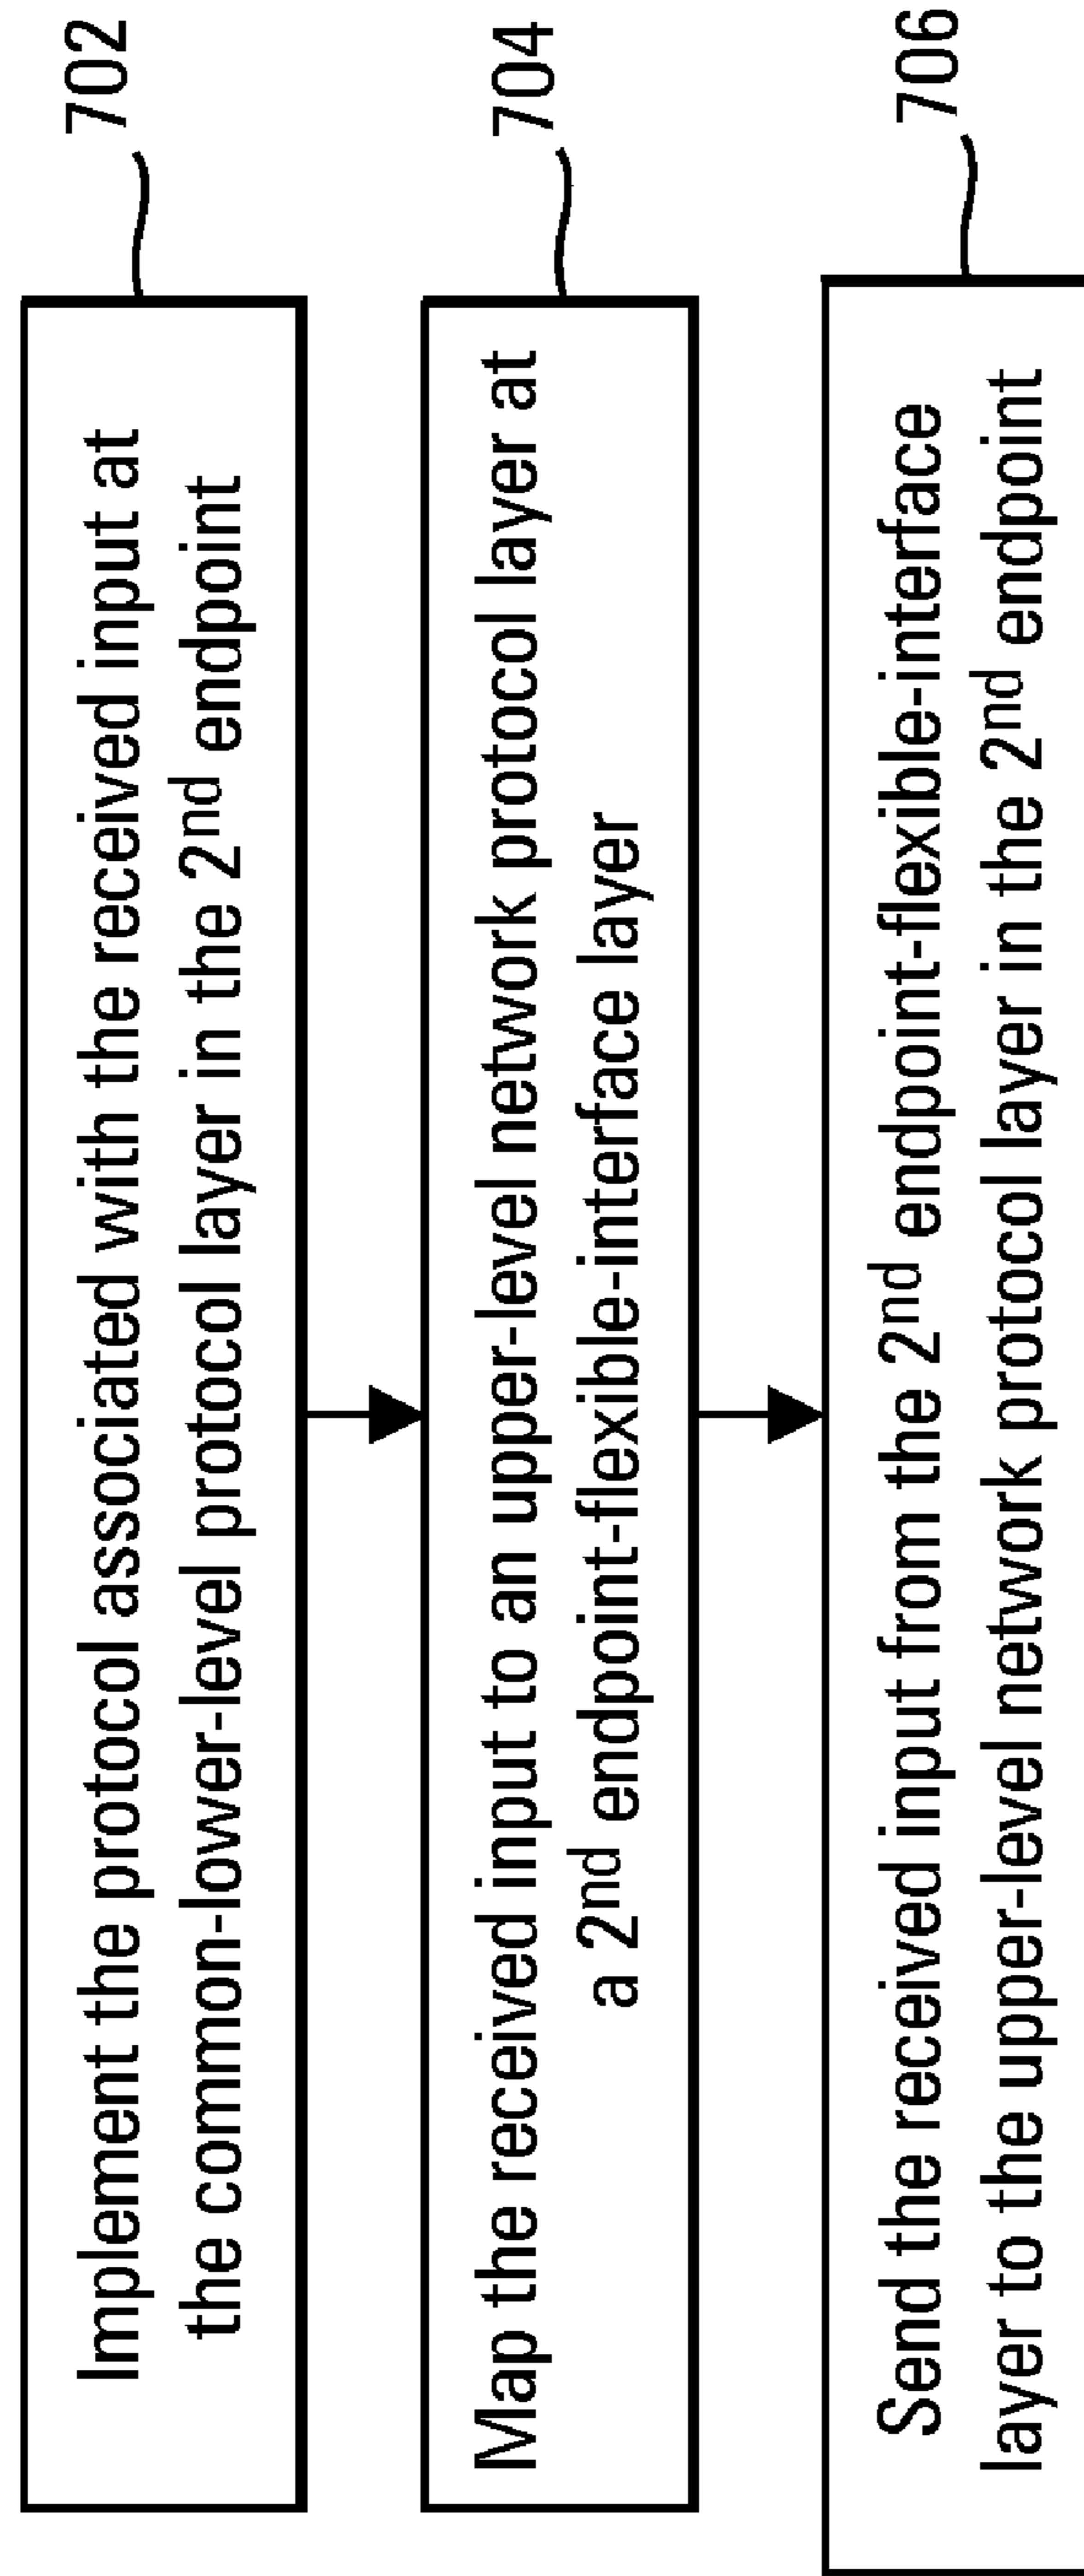 Implement the protocol associated with the received input at
the common-lower-level protocol layer in the 2nd endpoint
702
Map the received input to an upper-level network protocol layer at
a 2nd endpoint-flexible-interface layer
704
Send the received input from the 2nd endpoint-flexible-interface
layer to the upper-level network protocol layer in the 2nd endpoint
706